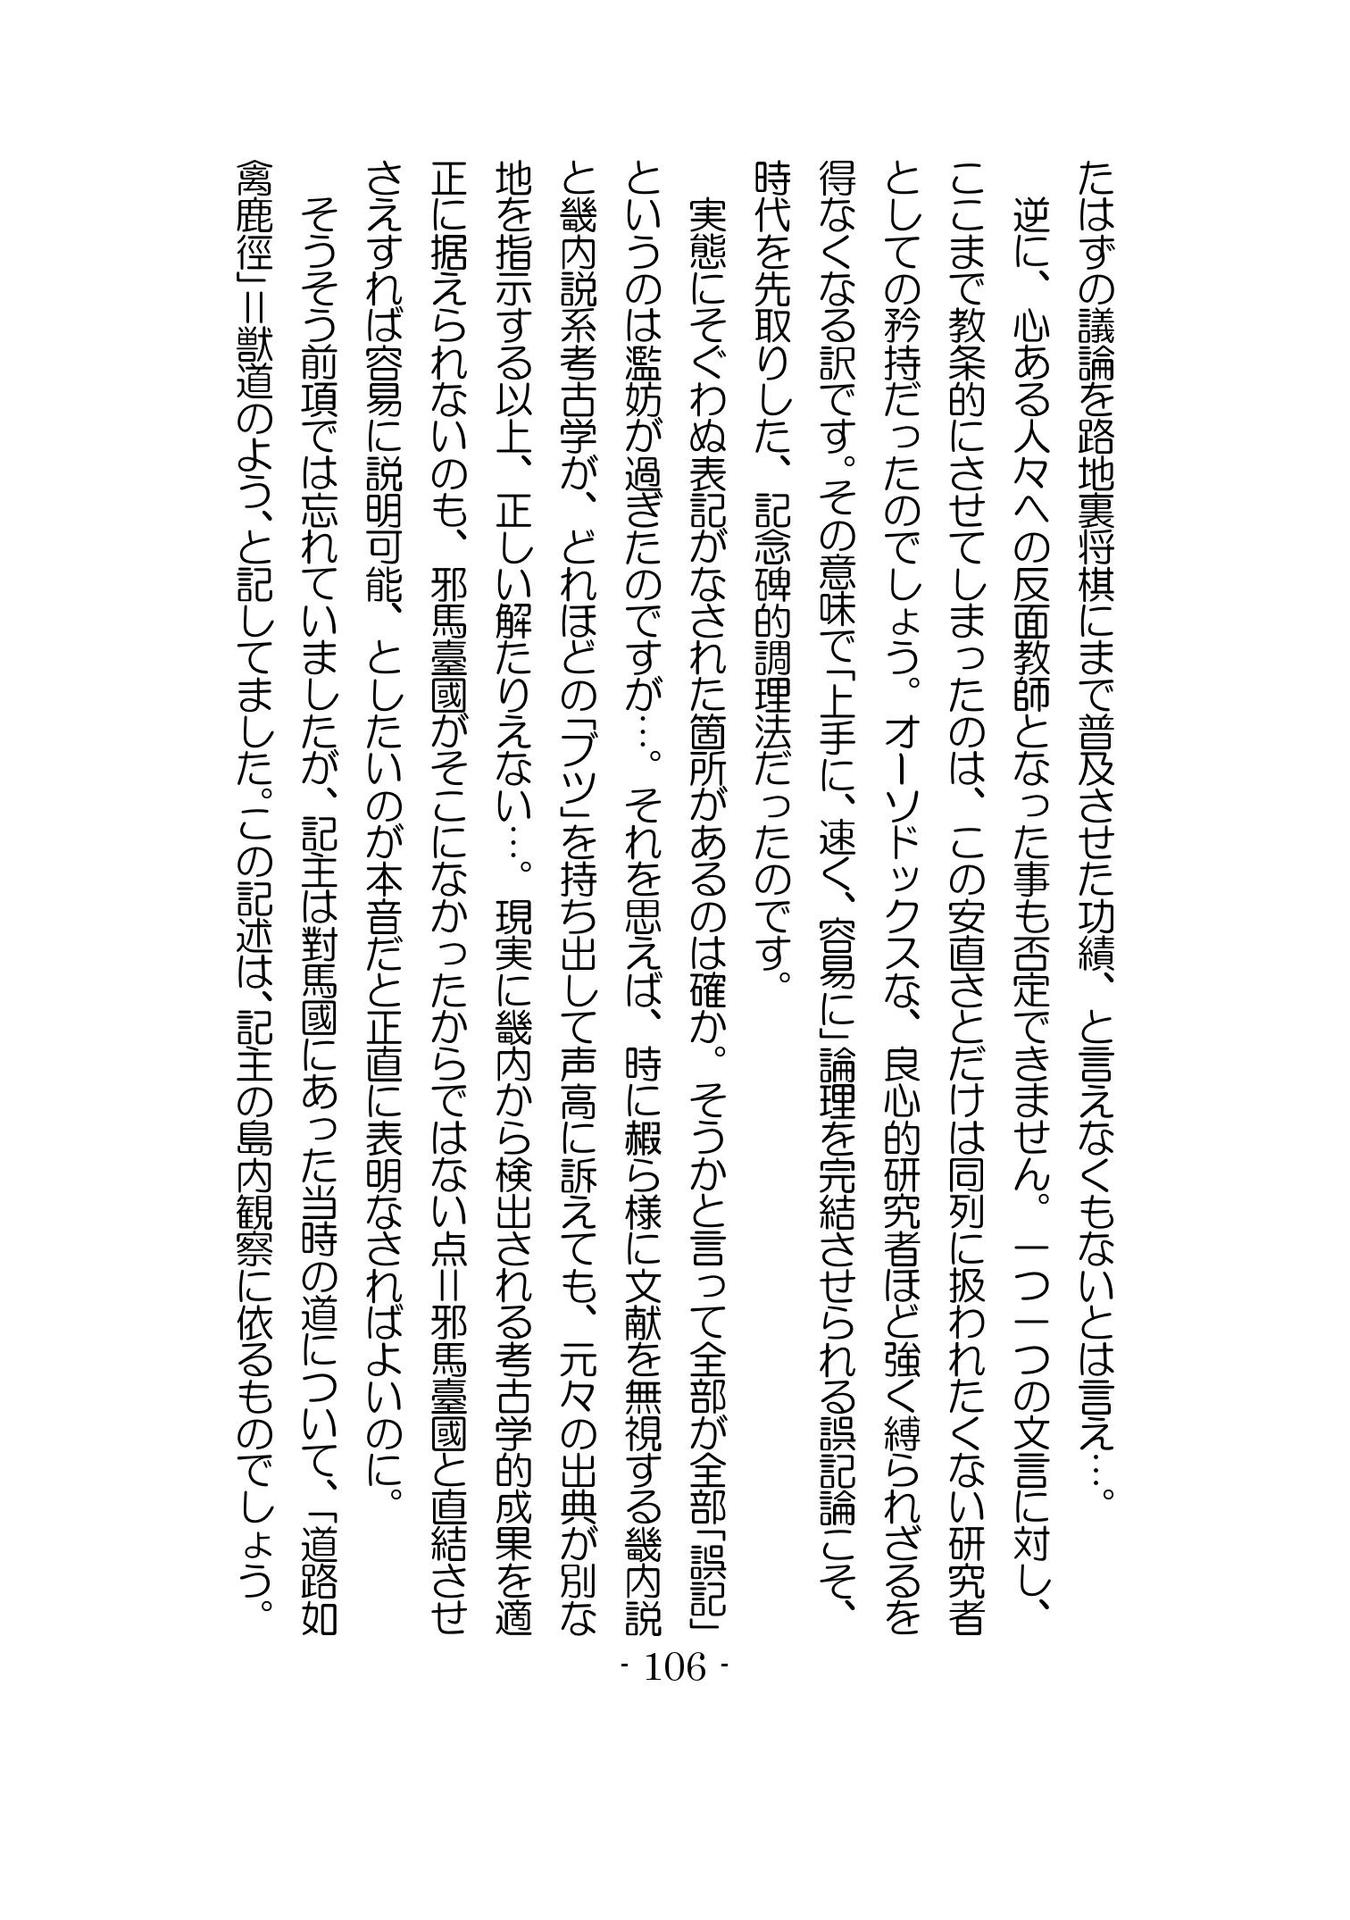 たはずの議論を路地裏将棋にまで普及させた功績、と言えなくもないとは言え…。
　逆に、心ある人々への反面教師となった事も否定できません。一つ一つの文言に対し、
ここまで教条的にさせてしまったのは、この安直さとだけは同列に扱われたくない研究者
としての矜持だったのでしょう。オーソドックスな、良心的研究者ほど強く縛られざるを
得なくなる訳です。その意味で「上手に、速く、容易に」論理を完結させられる誤記論こそ、
時代を先取りした、記念碑的調理法だったのです。
　実態にそぐわぬ表記がなされた箇所があるのは確か。そうかと言って全部が全部「誤記」
というのは濫妨が過ぎたのですが…。それを思えば、時に赧ら様に文献を無視する畿内説
と畿内説系考古学が、どれほどの「ブツ」を持ち出して声高に訴えても、元々の出典が別な
地を指示する以上、正しい解たりえない…。現実に畿内から検出される考古学的成果を適
正に据えられないのも、邪馬臺國がそこになかったからではない点＝邪馬臺國と直結させ
さえすれば容易に説明可能、としたいのが本音だと正直に表明なさればよいのに。
　そうそう前項では忘れていましたが、記主は對馬國にあった当時の道について、「道路如
禽鹿徑」＝獣道のよう、と記してました。この記述は、記主の島内観察に依るものでしょう。
- 106 -